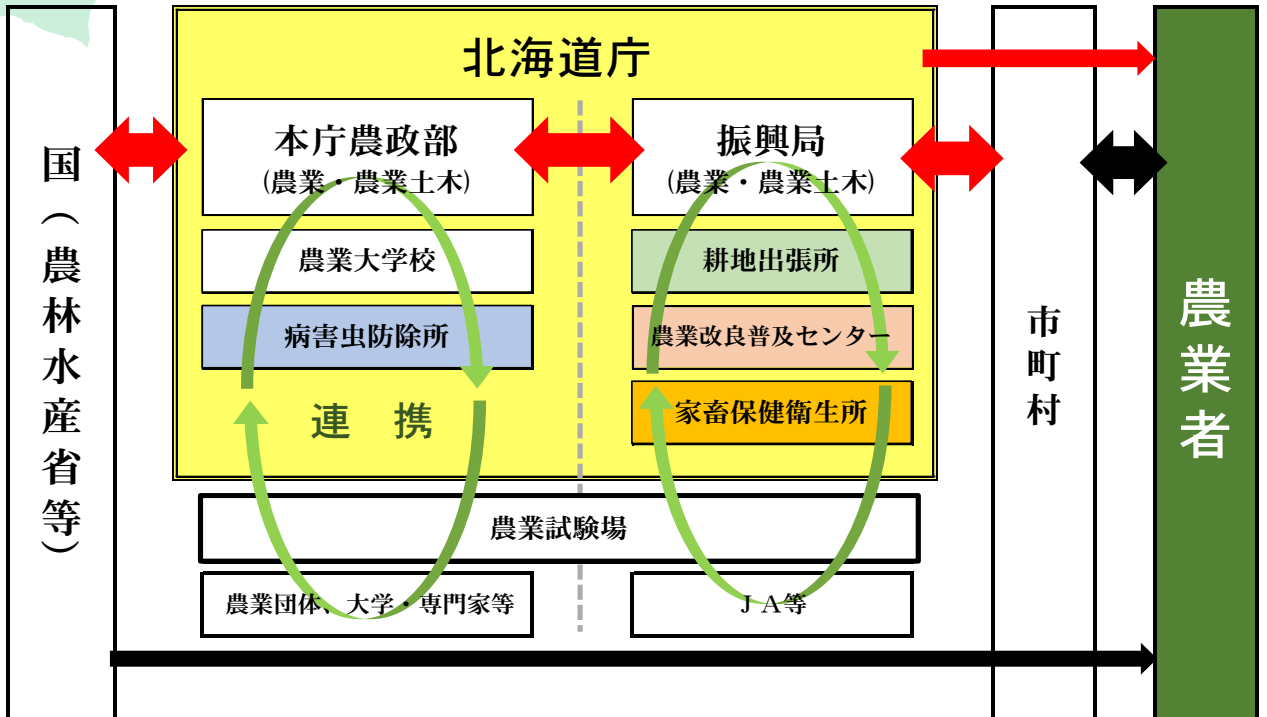 北海道庁
国（農林水産省等）
本庁農政部
(農業・農業土木)
農業大学校
病害虫防除所
連 携
振興局
(農業・農業土木)
耕地出張所
農業改良普及センター
家畜保健衛生所
農業試験場
農業団体、大学・専門家等
ＪＡ等
市町村
農業者